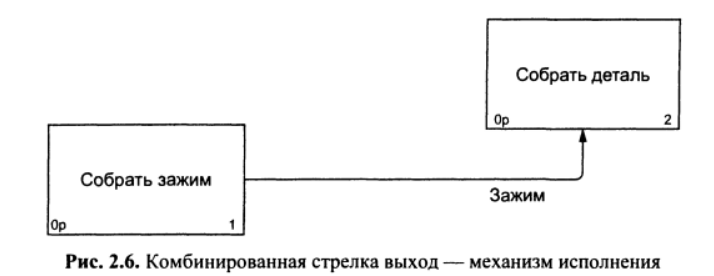 Собрать деталь
0р. 2
Собрать зажим
Зажим
0р. 1
Рис. 2.6. Комбинированная стрелка выход — механизм исполнения